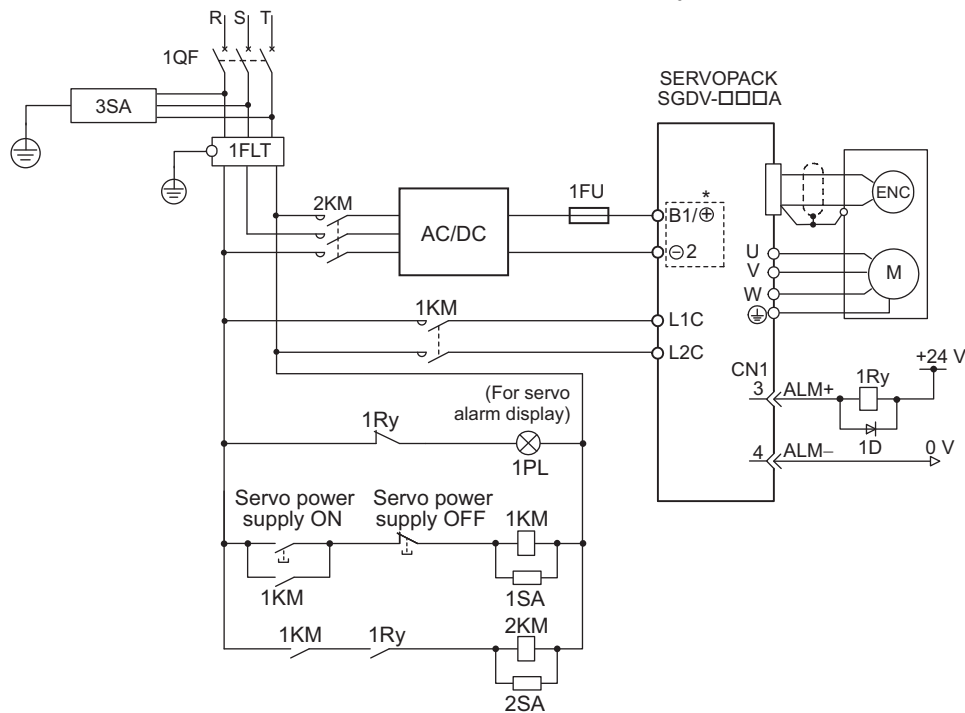 R S T
1QF
3SA
1FLT
SERVOPACK
SGDV-□□□A
2KM
AC/DC
1FU
*
B1/⊕
⊖2
ENC
U
V
W
M
1KM
L1C
L2C
CN1
+24 V
3 ALM+
1Ry
1D
4 ALM−
0 V
(For servo
alarm display)
1Ry
1PL
Servo power
supply ON
Servo power
supply OFF
1KM
1KM
1SA
1KM
1Ry
2KM
2SA